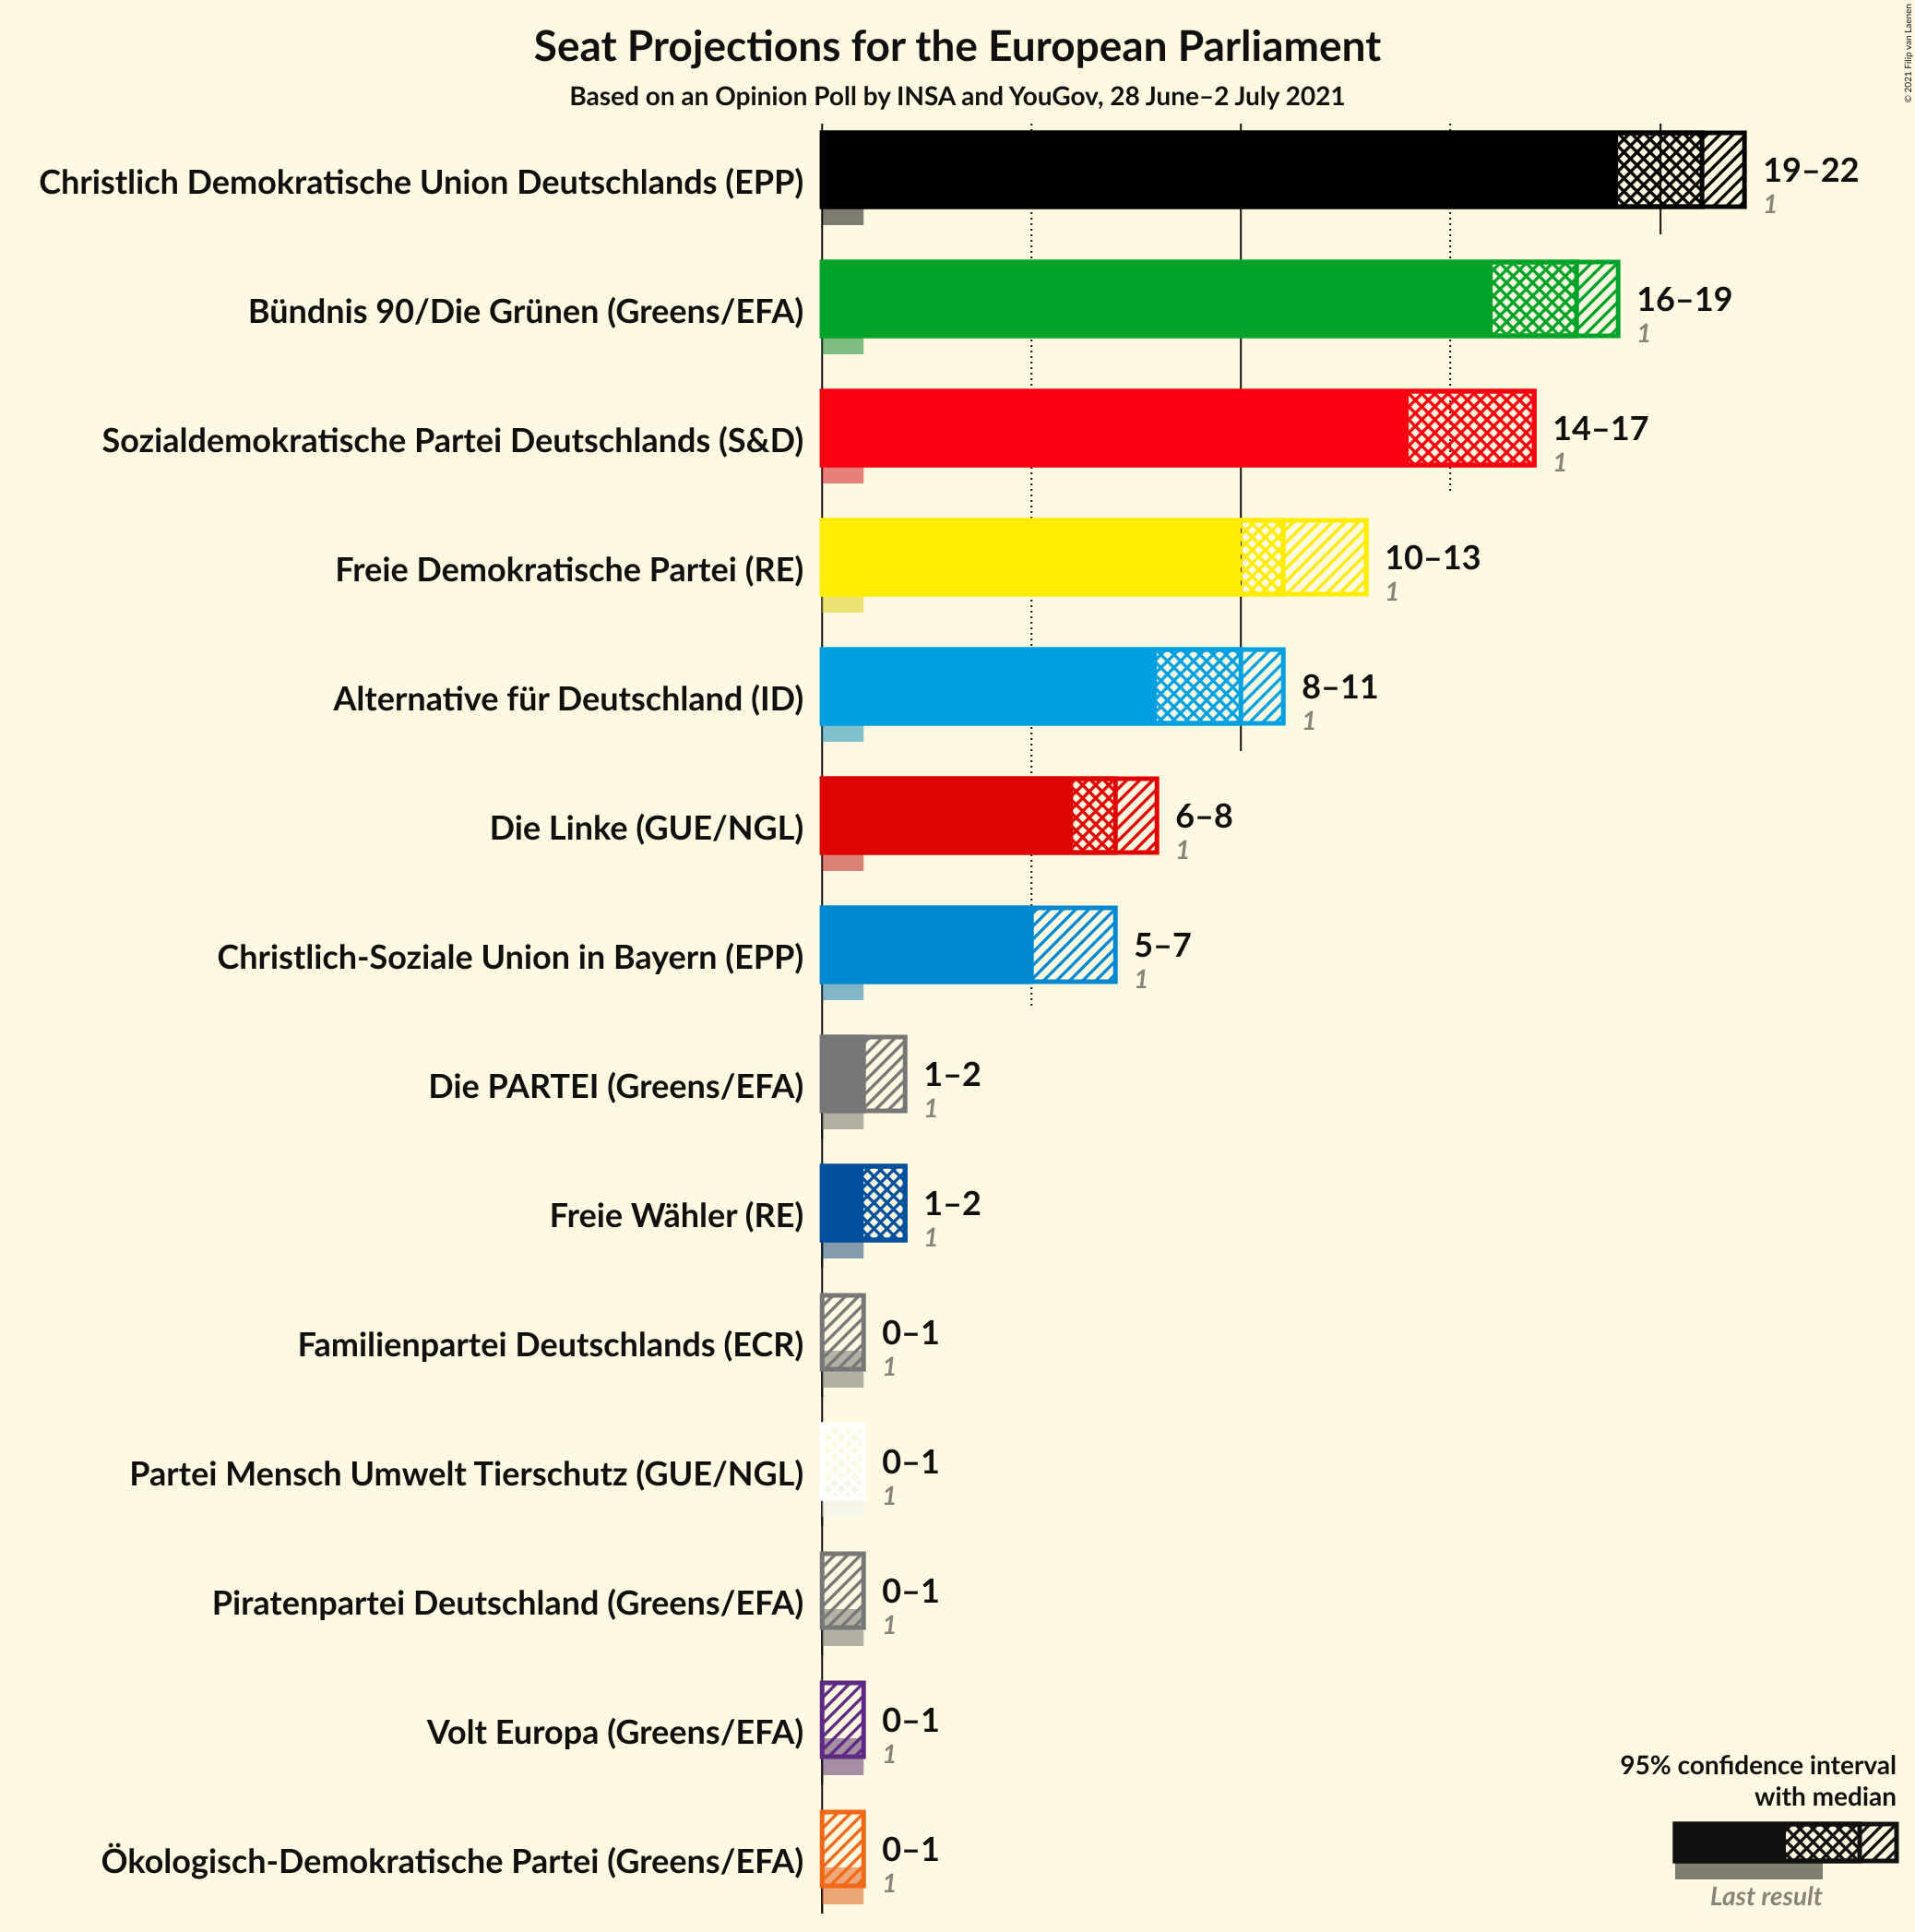 Seat Projections for the European Parliament
Based on an Opinion Poll by INSA and YouGov, 28 June–2 July 2021
© 2021 Filip van Laenen
Christlich Demokratische Union Deutschlands (EPP)
19–22
1
Bündnis 90/Die Grünen (Greens/EFA)
16–19
1
Sozialdemokratische Partei Deutschlands (S&D)
14–17
1
Freie Demokratische Partei (RE)
10–13
1
Alternative für Deutschland (ID)
8–11
1
Die Linke (GUE/NGL)
6–8
1
Christlich-Soziale Union in Bayern (EPP)
5–7
1
Die PARTEI (Greens/EFA)
1–2
1
Freie Wähler (RE)
1–2
1
Familienpartei Deutschlands (ECR)
0–1
1
Partei Mensch Umwelt Tierschutz (GUE/NGL)
0–1
1
Piratenpartei Deutschland (Greens/EFA)
0–1
1
Volt Europa (Greens/EFA)
0–1
1
Ökologisch-Demokratische Partei (Greens/EFA)
0–1
1
95% confidence interval
with median
Last result